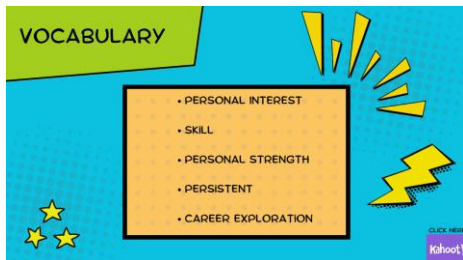 VOCABULARY
• PERSONAL INTEREST
• SKILL
• PERSONAL STRENGTH
• PERSISTENT
• CAREER EXPLORATION
CLICK HERE
Kahoot!